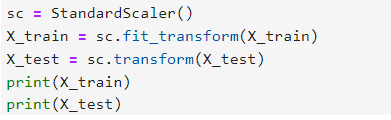 sc = StandardScaler()
X_train = sc.fit_transform(X_train)
X_test = sc.transform(X_test)
print(X_train)
print(X_test)